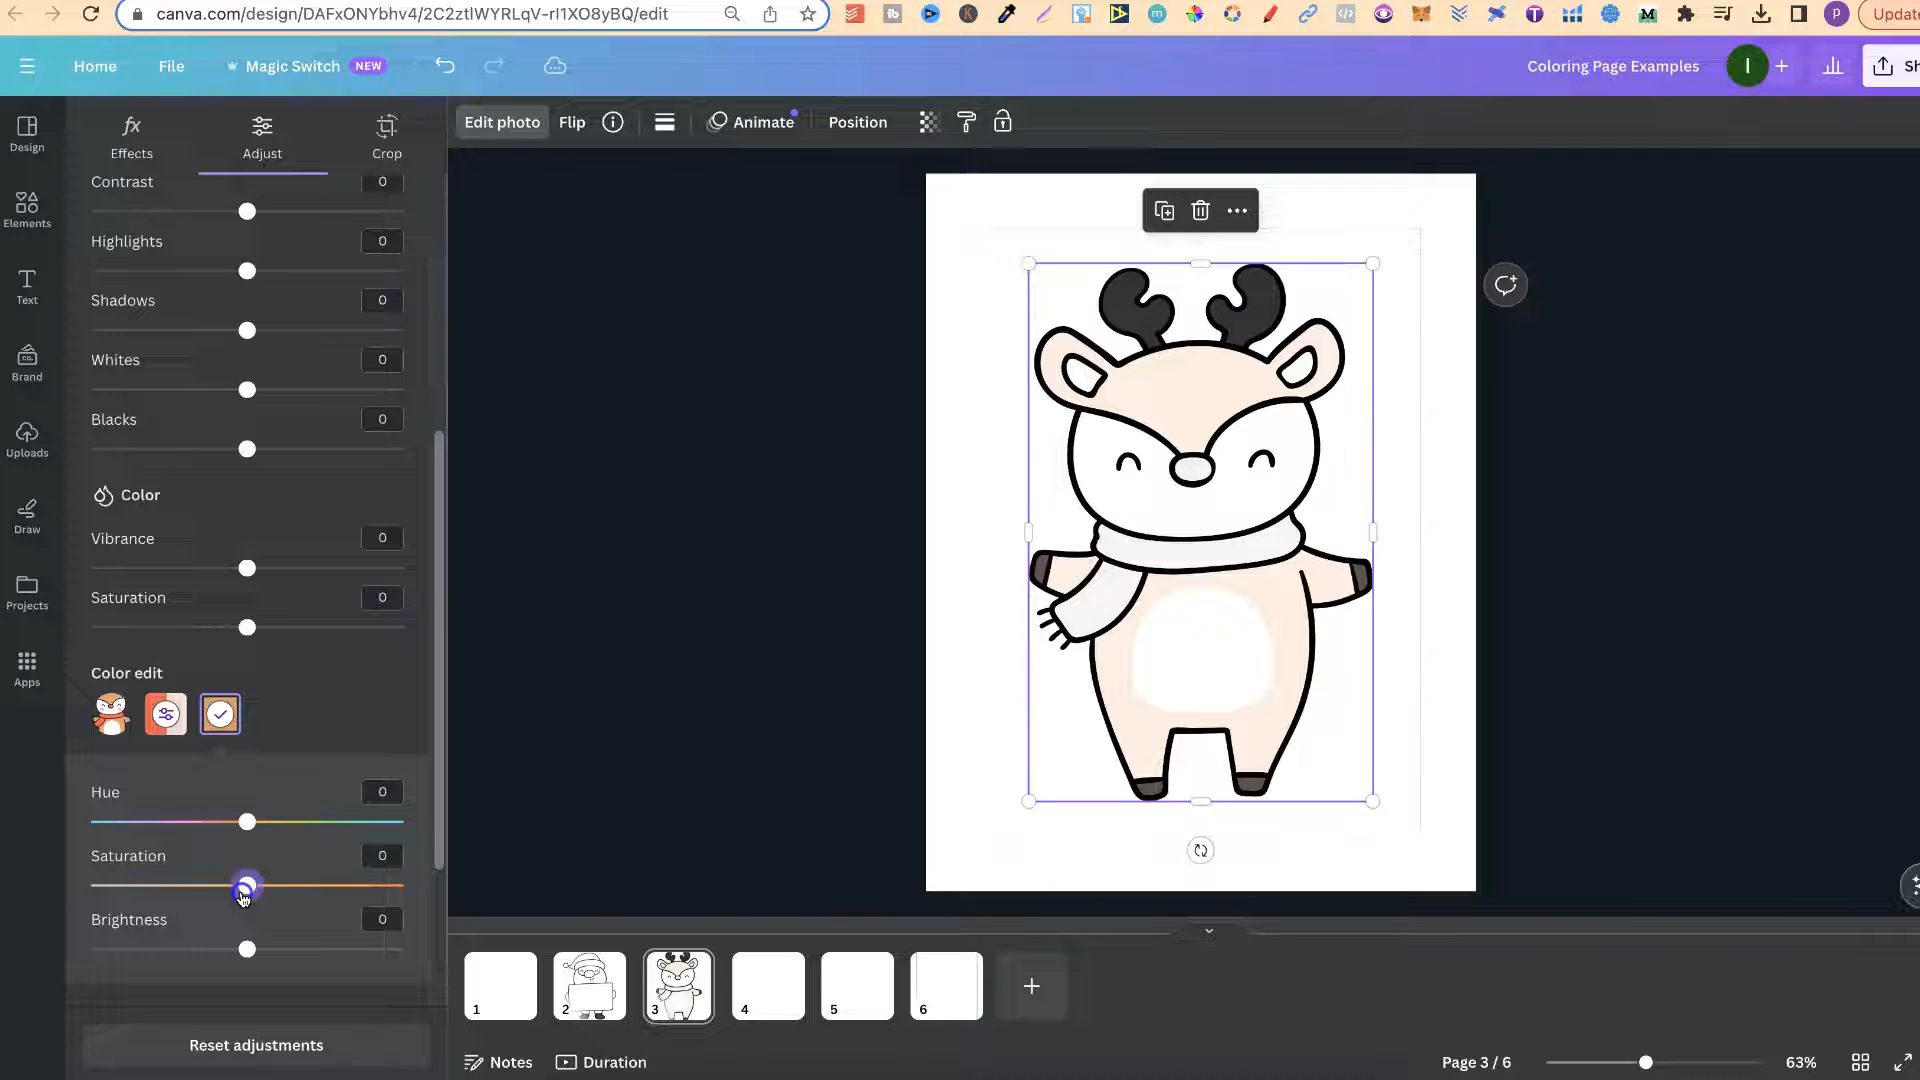 canva.com/design/DAFxONYbhv4/2C2ztlWYRLqV-rI1XO8yBQ/edit
Update
Home
File
Magic Switch NEW
Coloring Page Examples
I
Sh
Design
Elements
Text
Brand
Uploads
Draw
Projects
Apps
Effects
Adjust
Crop
Edit photo
Flip
Animate
Position
Contrast 0
Highlights 0
Shadows 0
Whites 0
Blacks 0
Color
Vibrance 0
Saturation 0
Color edit
Hue 0
Saturation 0
Brightness 0
Reset adjustments
1
2
3
4
5
6
Notes
Duration
Page 3 / 6
63%